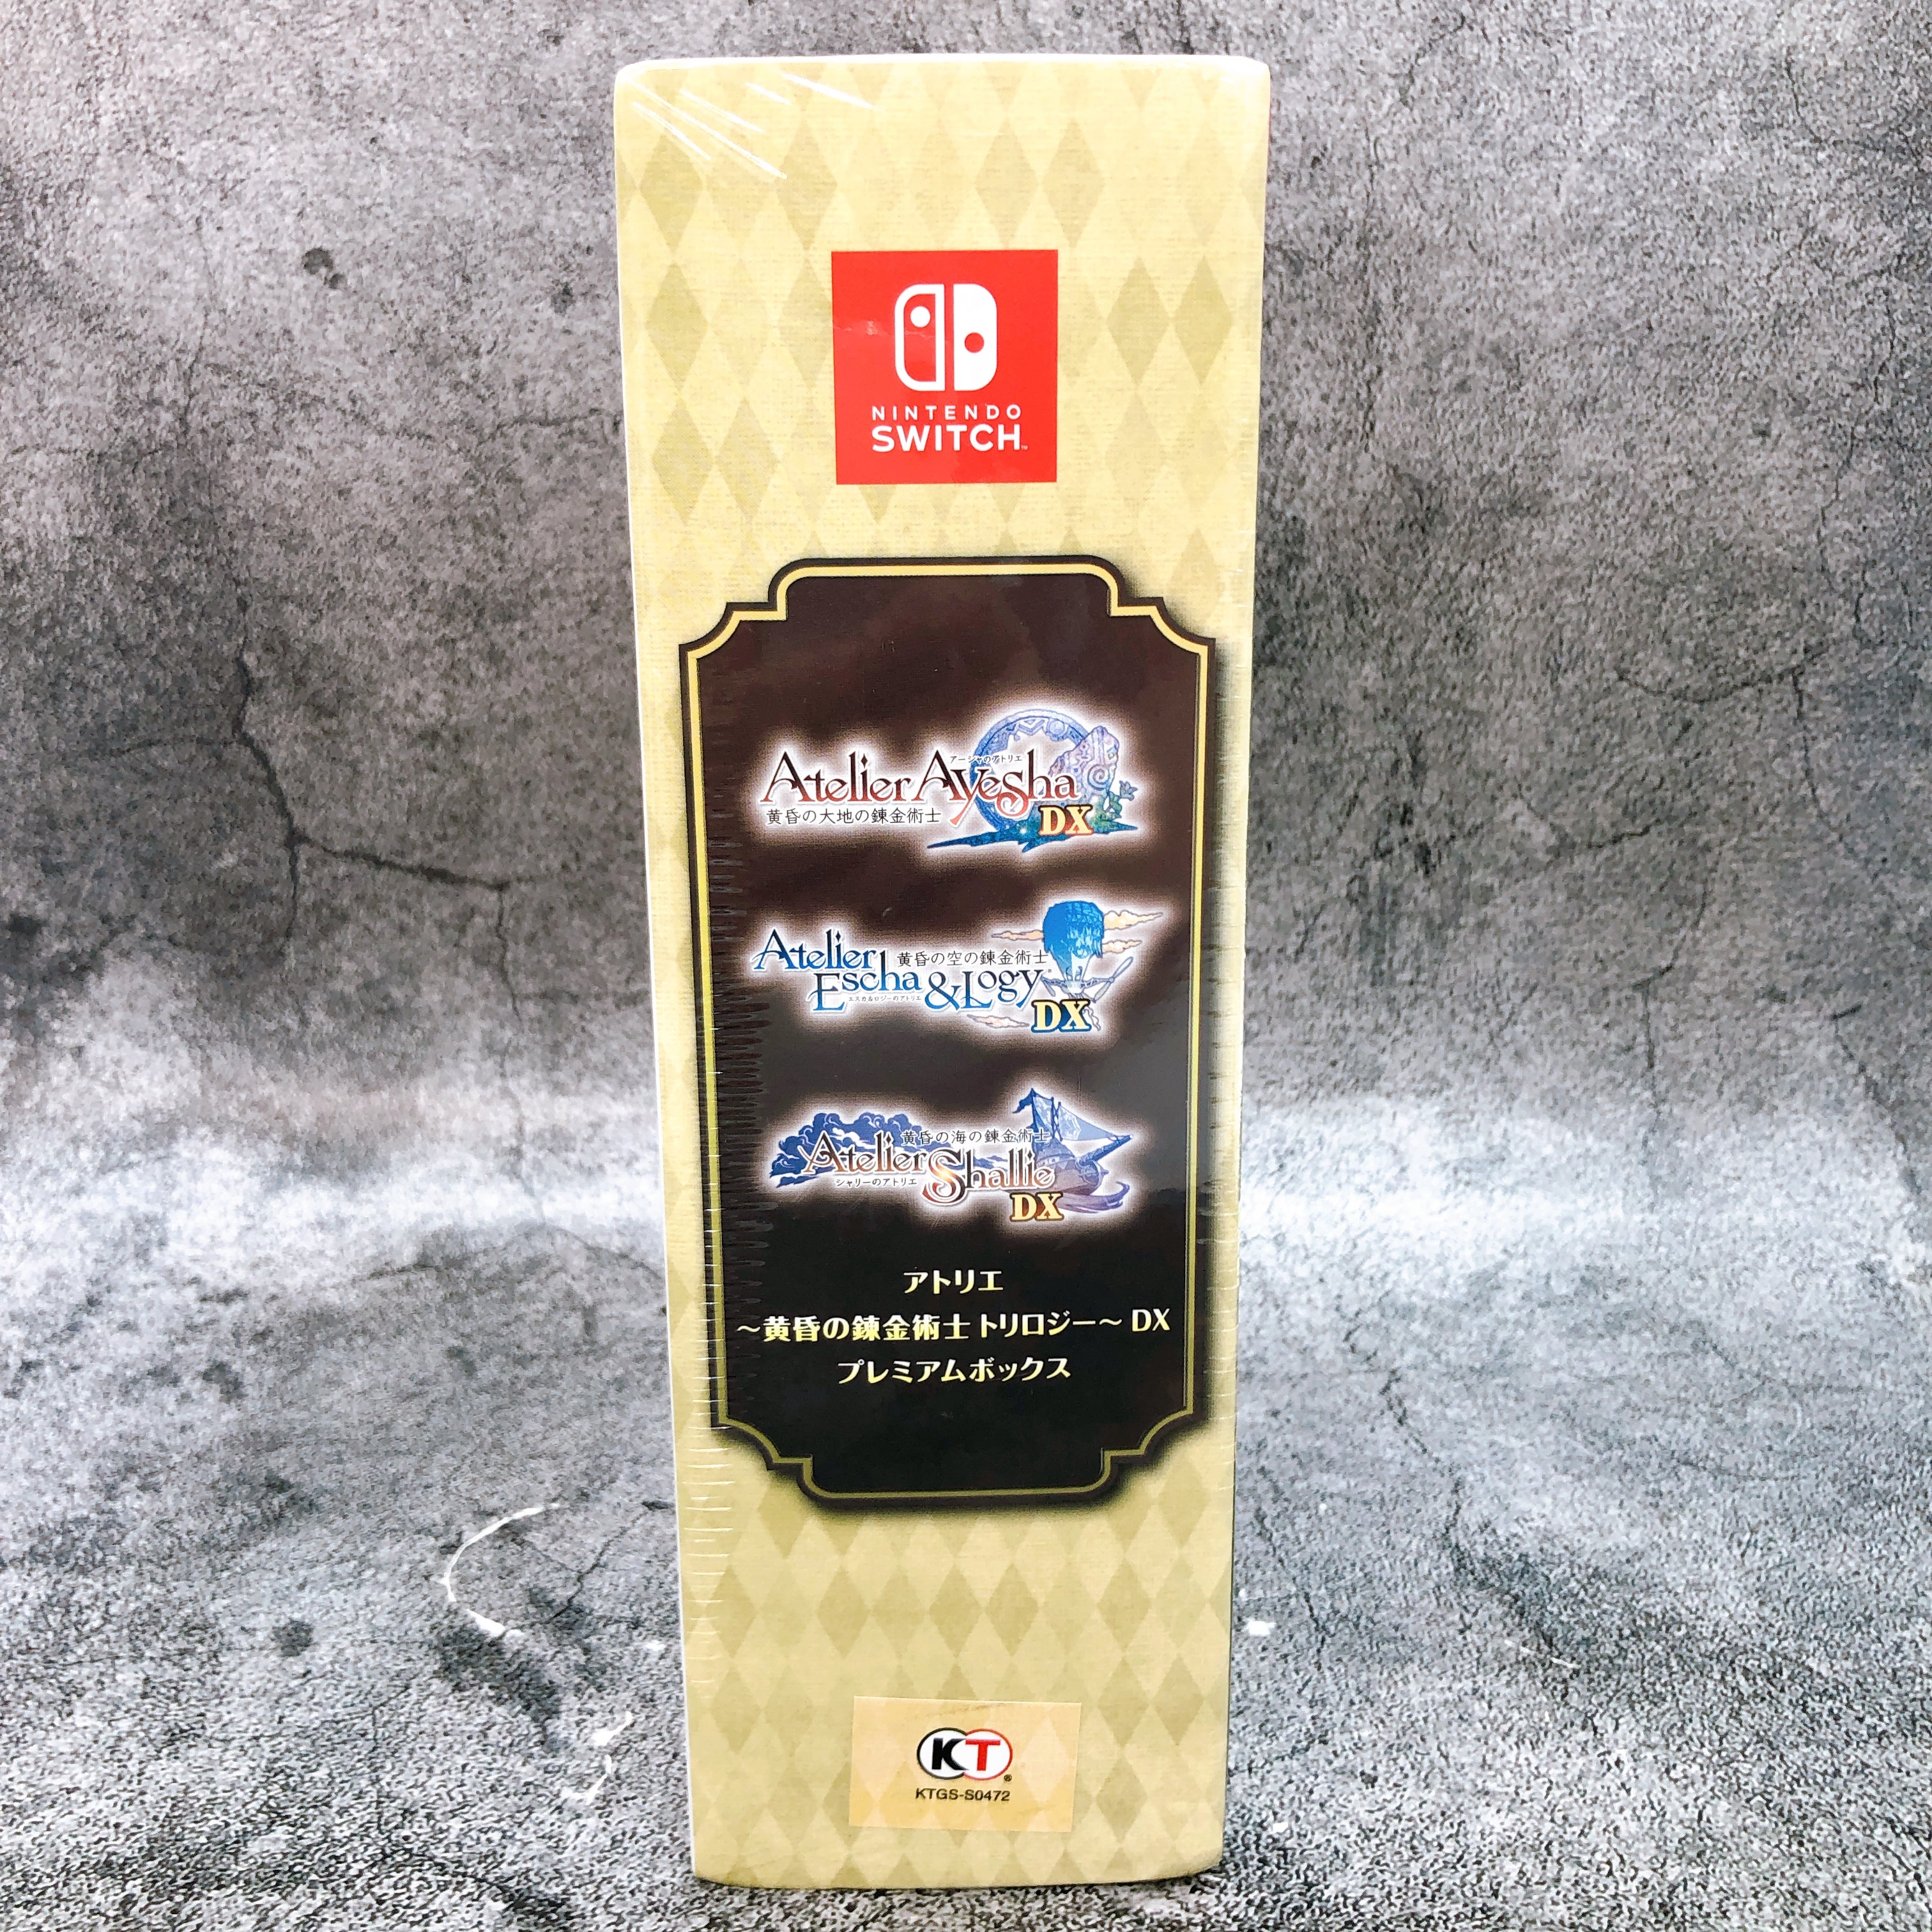 NINTENDO
SWITCH™
アーシャのアトリエ
Atelier Ayesha
黄昏の大地の錬金術士
DX
Atelier
黄昏の空の錬金術士
Escha & Logy
エスカ&ロジーのアトリエ
DX
黄昏の海の錬金術士
Atelier Shallie
シャリーのアトリエ
DX
アトリエ
~黄昏の錬金術士 トリロジー~ DX
プレミアムボックス
KT®
KTGS-S0472